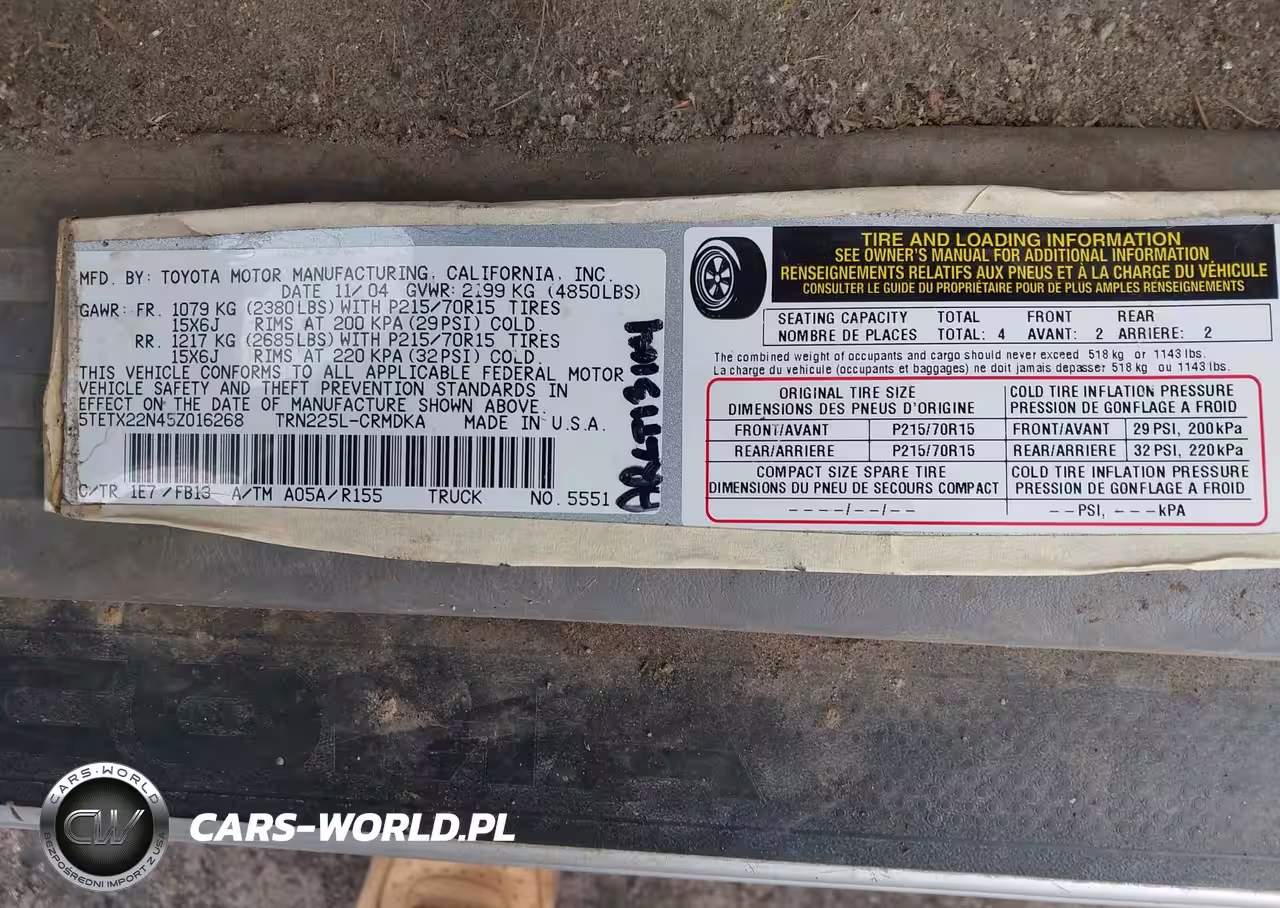 MFD. BY: TOYOTA MOTOR MANUFACTURING, CALIFORNIA, INC.
DATE 11/04 GVWR: 2199 KG (4850LBS)
GAWR: FR. 1079 KG (2380LBS) WITH P215/70R15 TIRES
15X6J RIMS AT 200 KPA (29PSI) COLD.
RR. 1217 KG (2685LBS) WITH P215/70R15 TIRES
15X6J RIMS AT 220 KPA (32PSI) COLD.
THIS VEHICLE CONFORMS TO ALL APPLICABLE FEDERAL MOTOR
VEHICLE SAFETY AND THEFT PREVENTION STANDARDS IN
EFFECT ON THE DATE OF MANUFACTURE SHOWN ABOVE.
5TETX22N45Z016268 TRN225L-CRMDKA MADE IN U.S.A.
C/TR 1E7 /FB13 A/TM A05A/R155 TRUCK NO. 5551
TIRE AND LOADING INFORMATION
SEE OWNER'S MANUAL FOR ADDITIONAL INFORMATION
RENSEIGNEMENTS RELATIFS AUX PNEUS ET À LA CHARGE DU VÉHICULE
CONSULTER LE GUIDE DU PROPRIÉTAIRE POUR DE PLUS AMPLES RENSEIGNEMENTS
SEATING CAPACITY TOTAL FRONT REAR
NOMBRE DE PLACES TOTAL: 4 AVANT: 2 ARRIERE: 2
The combined weight of occupants and cargo should never exceed 518 kg or 1143 lbs.
La charge du véhicule (occupants et bagages) ne doit jamais dépasser 518 kg ou 1143 lbs.
ORIGINAL TIRE SIZE COLD TIRE INFLATION PRESSURE
DIMENSIONS DES PNEUS D'ORIGINE PRESSION DE GONFLAGE A FROID
FRONT/AVANT P215/70R15 FRONT/AVANT 29 PSI, 200kPa
REAR/ARRIERE P215/70R15 REAR/ARRIERE 32 PSI, 220kPa
COMPACT SIZE SPARE TIRE COLD TIRE INFLATION PRESSURE
DIMENSIONS DU PNEU DE SECOURS COMPACT PRESSION DE GONFLAGE A FROID
----/--/-- --PSI, ---kPA
CARS-WORLD
CW
BEZPOŚREDNI IMPORT Z USA
CARS-WORLD.PL